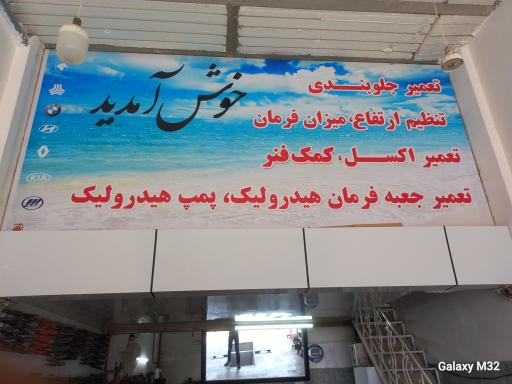 خوش آمدید
تعمیر جلوبندی
تنظیم ارتفاع، میزان فرمان
تعمیر اکسل، کمک فنر
تعمیر جعبه فرمان هیدرولیک، پمپ هیدرولیک
KIA
Galaxy M32